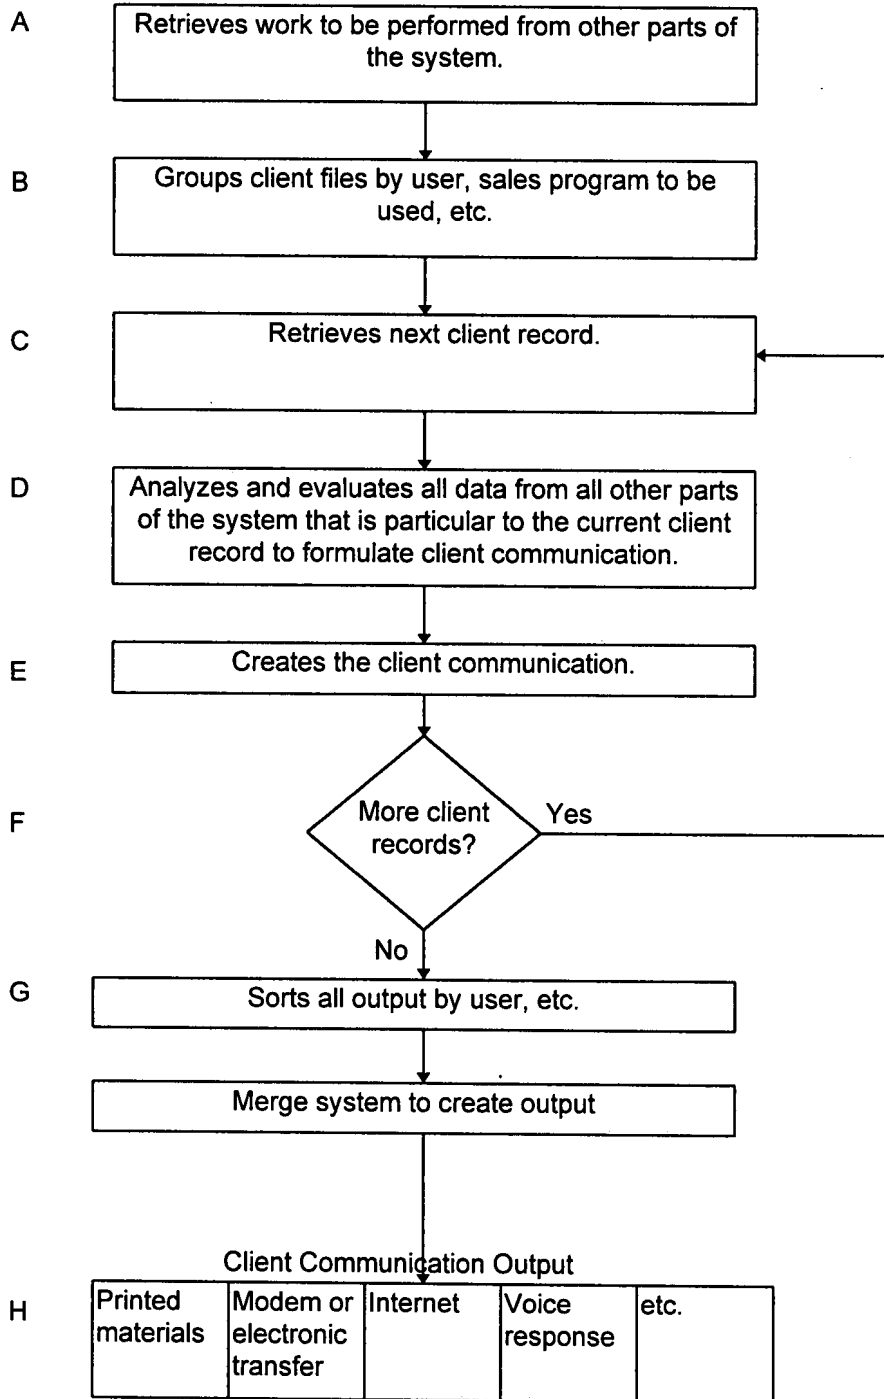 A
Retrieves work to be performed from other parts of
the system.
B
Groups client files by user, sales program to be
used, etc.
C
Retrieves next client record.
D
Analyzes and evaluates all data from all other parts
of the system that is particular to the current client
record to formulate client communication.
E
Creates the client communication.
F
More client
records?
Yes
No
G
Sorts all output by user, etc.
Merge system to create output
Client Communication Output
H
Printed
materials
Modem or
electronic
transfer
Internet
Voice
response
etc.